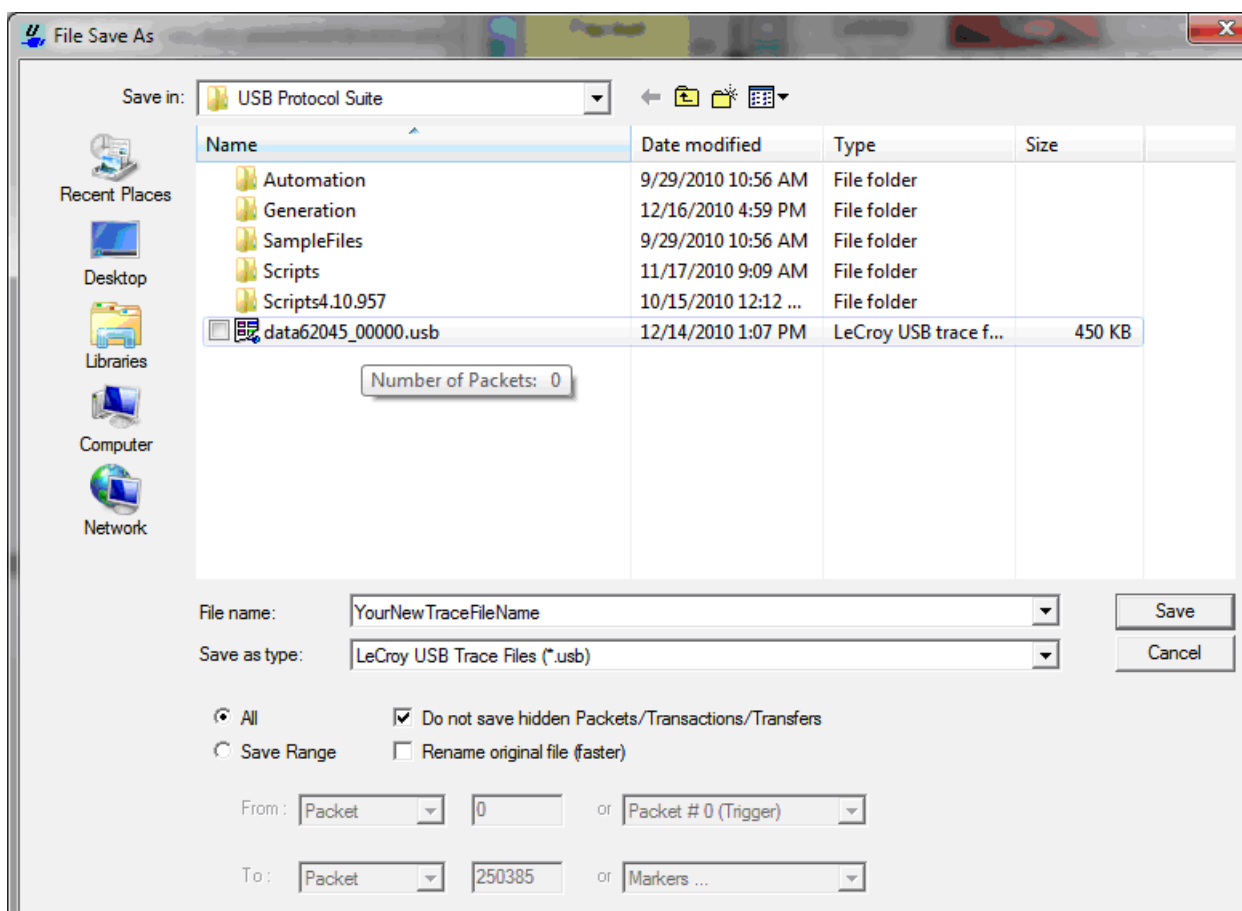 File Save As
X
Save in: USB Protocol Suite
Name Date modified Type Size
Automation 9/29/2010 10:56 AM File folder
Generation 12/16/2010 4:59 PM File folder
SampleFiles 9/29/2010 10:56 AM File folder
Scripts 11/17/2010 9:09 AM File folder
Scripts4.10.957 10/15/2010 12:12 ... File folder
data62045_00000.usb 12/14/2010 1:07 PM LeCroy USB trace f... 450 KB
Number of Packets: 0
Recent Places
Desktop
Libraries
Computer
Network
File name: YourNewTraceFileName Save
Save as type: LeCroy USB Trace Files (*.usb) Cancel
All Do not save hidden Packets/Transactions/Transfers
Save Range Rename original file (faster)
From : Packet 0 or Packet # 0 (Trigger)
To : Packet 250385 or Markers ...